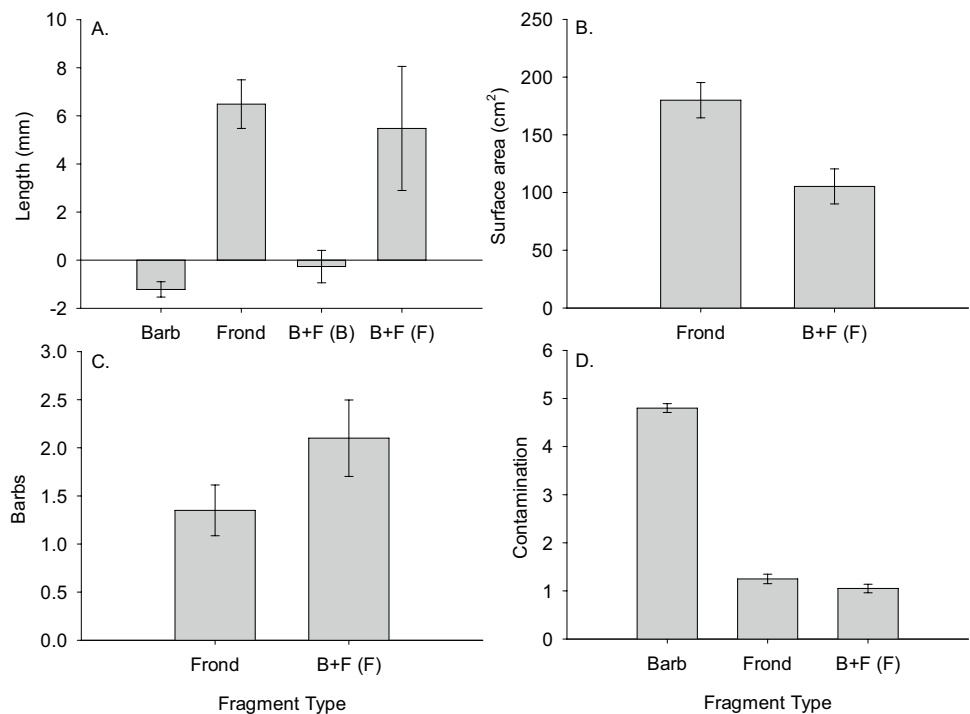 A.
Length (mm)
10
8
6
4
2
0
-2
Barb Frond B+F (B) B+F (F)
B.
Surface area (cm²)
250
200
150
100
50
0
Frond B+F (F)
C.
Barbs
3.0
2.5
2.0
1.5
1.0
0.5
0.0
Frond B+F (F)
Fragment Type
D.
Contamination
6
5
4
3
2
1
0
Barb Frond B+F (F)
Fragment Type